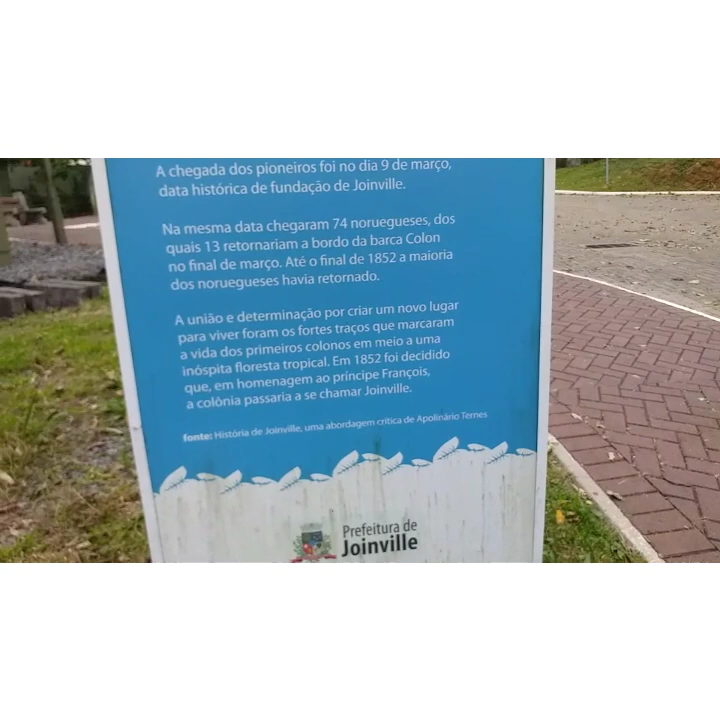 A chegada dos pioneiros foi no dia 9 de março,
data histórica de fundação de Joinville.
Na mesma data chegaram 74 noruegueses, dos
quais 13 retornariam a bordo da barca Colon
no final de março. Até o final de 1852 a maioria
dos noruegueses havia retornado.
A união e determinação por criar um novo lugar
para viver foram os fortes traços que marcaram
a vida dos primeiros colonos em meio a uma
inóspita floresta tropical. Em 1852 foi decidido
que, em homenagem ao príncipe François,
a colônia passaria a se chamar Joinville.
fonte: História de Joinville, uma abordagem crítica de Apolinário Ternes
Prefeitura de
Joinville